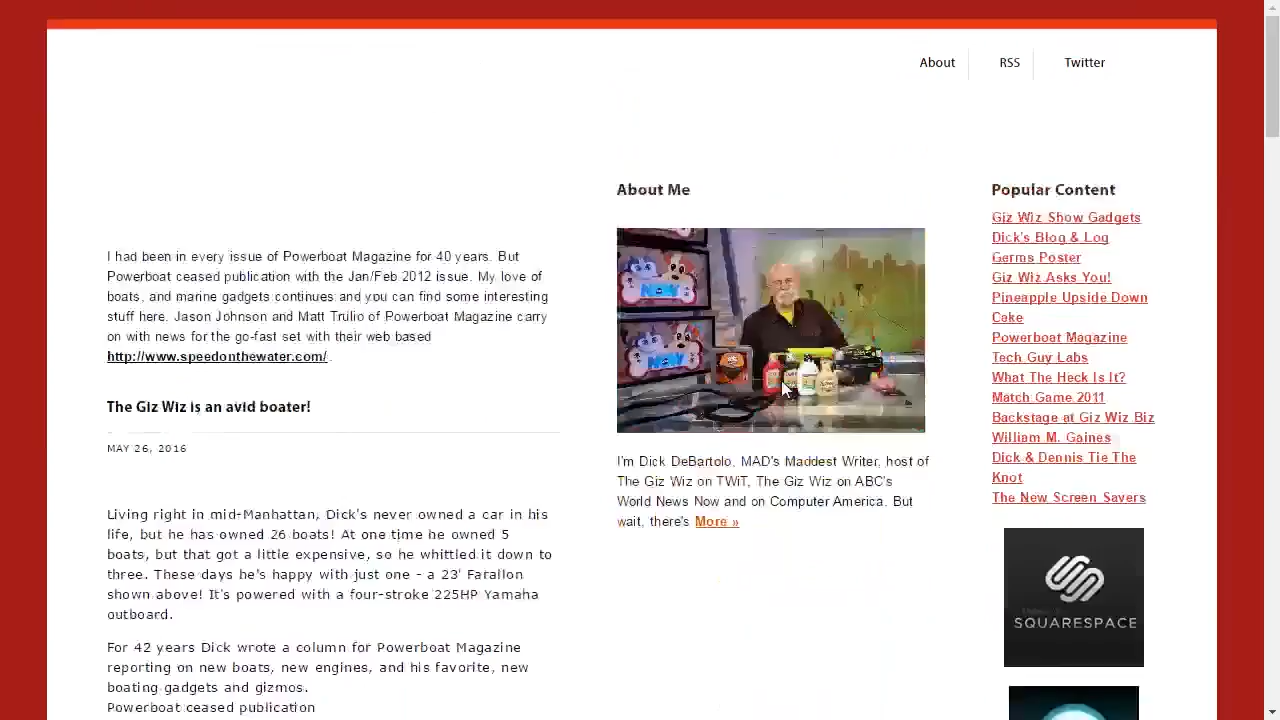 About
RSS
Twitter
I had been in every issue of Powerboat Magazine for 40 years. But
Powerboat ceased publication with the Jan/Feb 2012 issue. My love of
boats, and marine gadgets continues and you can find some interesting
stuff here. Jason Johnson and Matt Trulio of Powerboat Magazine carry
on with news for the go-fast set with their web based
http://www.speedonthewater.com/.
The Giz Wiz is an avid boater!
MAY 26, 2016
Living right in mid-Manhattan, Dick's never owned a car in his
life, but he has owned 26 boats! At one time he owned 5
boats, but that got a little expensive, so he whittled it down to
three. These days he's happy with just one - a 23' Farallon
shown above! It's powered with a four-stroke 225HP Yamaha
outboard.
For 42 years Dick wrote a column for Powerboat Magazine
reporting on new boats, new engines, and his favorite, new
boating gadgets and gizmos.
Powerboat ceased publication
About Me
NOW
NOW
I'm Dick DeBartolo, MAD's Maddest Writer, host of
The Giz Wiz on TWiT, The Giz Wiz on ABC's
World News Now and on Computer America. But
wait, there's More »
Popular Content
Giz Wiz Show Gadgets
Dick's Blog & Log
Germs Poster
Giz Wiz Asks You!
Pineapple Upside Down
Cake
Powerboat Magazine
Tech Guy Labs
What The Heck Is It?
Match Game 2011
Backstage at Giz Wiz Biz
William M. Gaines
Dick & Dennis Tie The
Knot
The New Screen Savers
SQUARESPACE